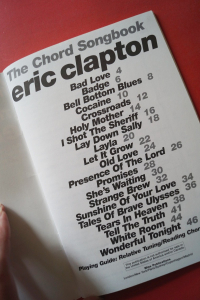 The Chord Songbook
eric clapton
Bad Love 4
Badge 6
Bell Bottom Blues 8
Cocaine 10
Crossroads 12
Holy Mother 14
I Shot The Sheriff 16
Lay Down Sally 18
Layla 20
Let It Grow 22
Old Love 24
Presence Of The Lord 26
Promises 28
She's Waiting 30
Strange Brew 32
Sunshine Of Your Love 34
Tales Of Brave Ulysses 36
Tears In Heaven 38
Tell The Truth 41
White Room 44
Wonderful Tonight 46
Playing Guide: Relative Tuning/Reading Chord